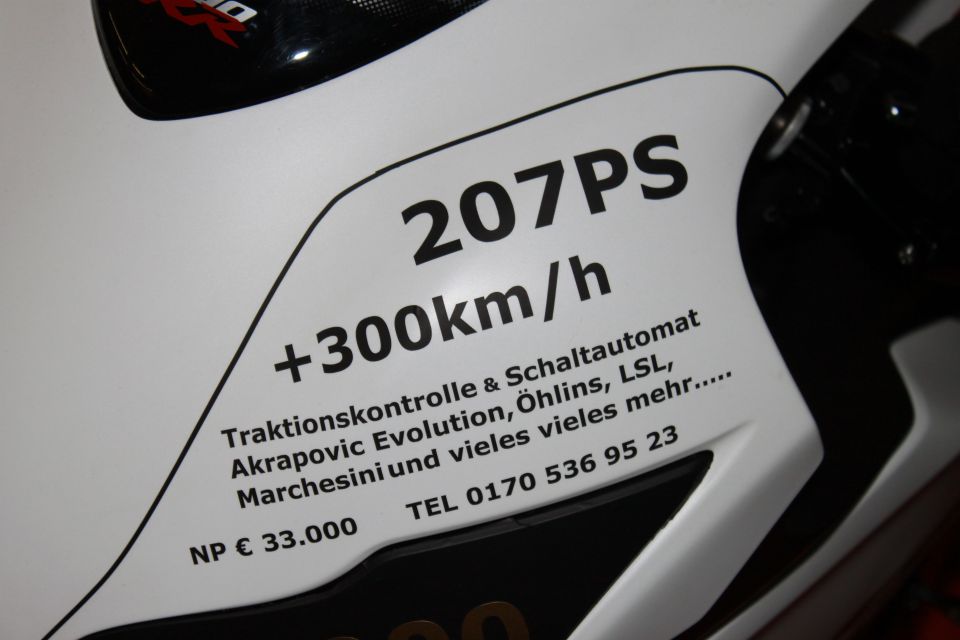 RR
207PS
+300km/h
Traktionskontrolle & Schaltautomat
Akrapovic Evolution, Öhlins, LSL,
Marchesini und vieles vieles mehr.....
NP € 33.000 TEL 0170 536 95 23